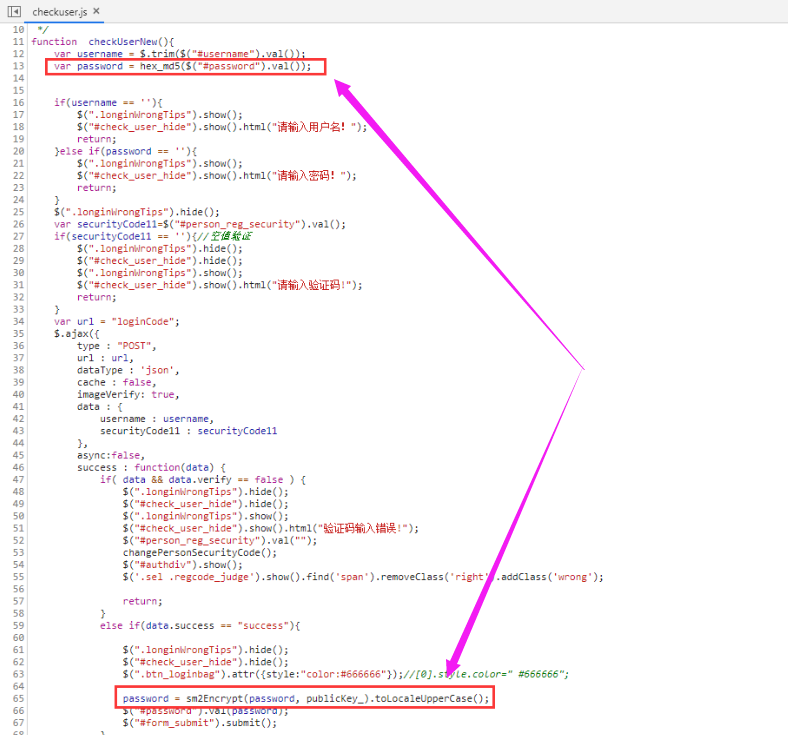 checkuser.js ×
10 */
11 function checkUserNew(){
12 var username = $.trim($("#username").val());
13 var password = hex_md5($("#password").val());
14
15
16 if(username == ''){
17 $(".longinWrongTips").show();
18 $("#check_user_hide").show().html("请输入用户名! ");
19 return;
20 }else if(password == ''){
21 $(".longinWrongTips").show();
22 $("#check_user_hide").show().html("请输入密码! ");
23 return;
24 }
25 $(".longinWrongTips").hide();
26 var securityCode11=$("#person_reg_security").val();
27 if(securityCode11 == ''){//空值验证
28 $(".longinWrongTips").hide();
29 $("#check_user_hide").hide();
30 $(".longinWrongTips").show();
31 $("#check_user_hide").show().html("请输入验证码!");
32 return;
33 }
34 var url = "loginCode";
35 $.ajax({
36 type : "POST",
37 url : url,
38 dataType : 'json',
39 cache : false,
40 imageVerify: true,
41 data : {
42 username : username,
43 securityCode11 : securityCode11
44 },
45 async:false,
46 success : function(data) {
47 if( data && data.verify == false ) {
48 $(".longinWrongTips").hide();
49 $("#check_user_hide").hide();
50 $(".longinWrongTips").show();
51 $("#check_user_hide").show().html("验证码输入错误!");
52 $("#person_reg_security").val("");
53 changePersonSecurityCode();
54 $("#authdiv").show();
55 $('.sel .regcode_judge').show().find('span').removeClass('right').addClass('wrong');
56
57 return;
58 }
59 else if(data.success == "success"){
60
61 $(".longinWrongTips").hide();
62 $("#check_user_hide").hide();
63 $(".btn_loginbag").attr({style:"color:#666666"});//[0].style.color=" #666666";
64
65 password = sm2Encrypt(password, publicKey_).toLocaleUpperCase();
66 $("#password").val(password);
67 $("#form_submit").submit();
68 }